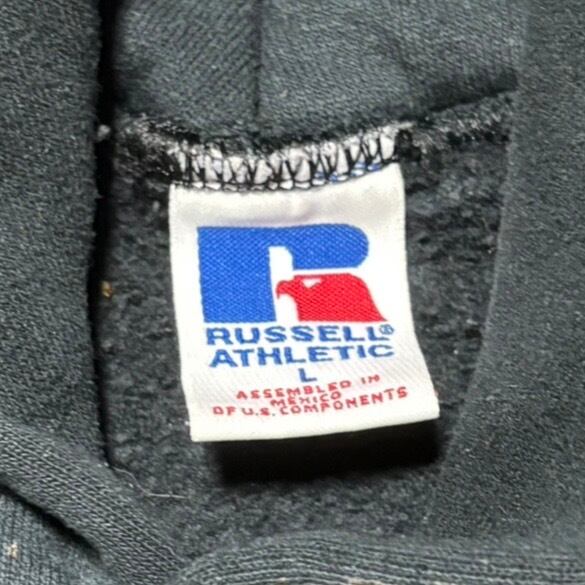 RUSSELL®
ATHLETIC
L
ASSEMBLED IN
MEXICO
OF U.S. COMPONENTS